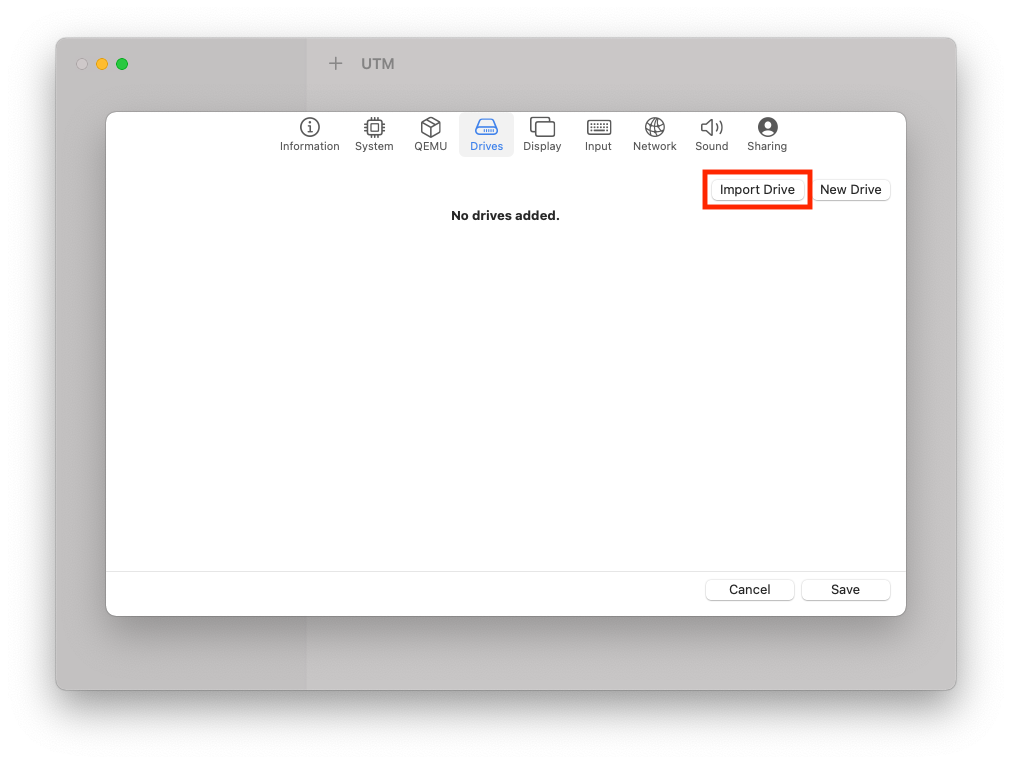 UTM
Information System QEMU Drives Display Input Network Sound Sharing
Import Drive New Drive
No drives added.
Cancel Save